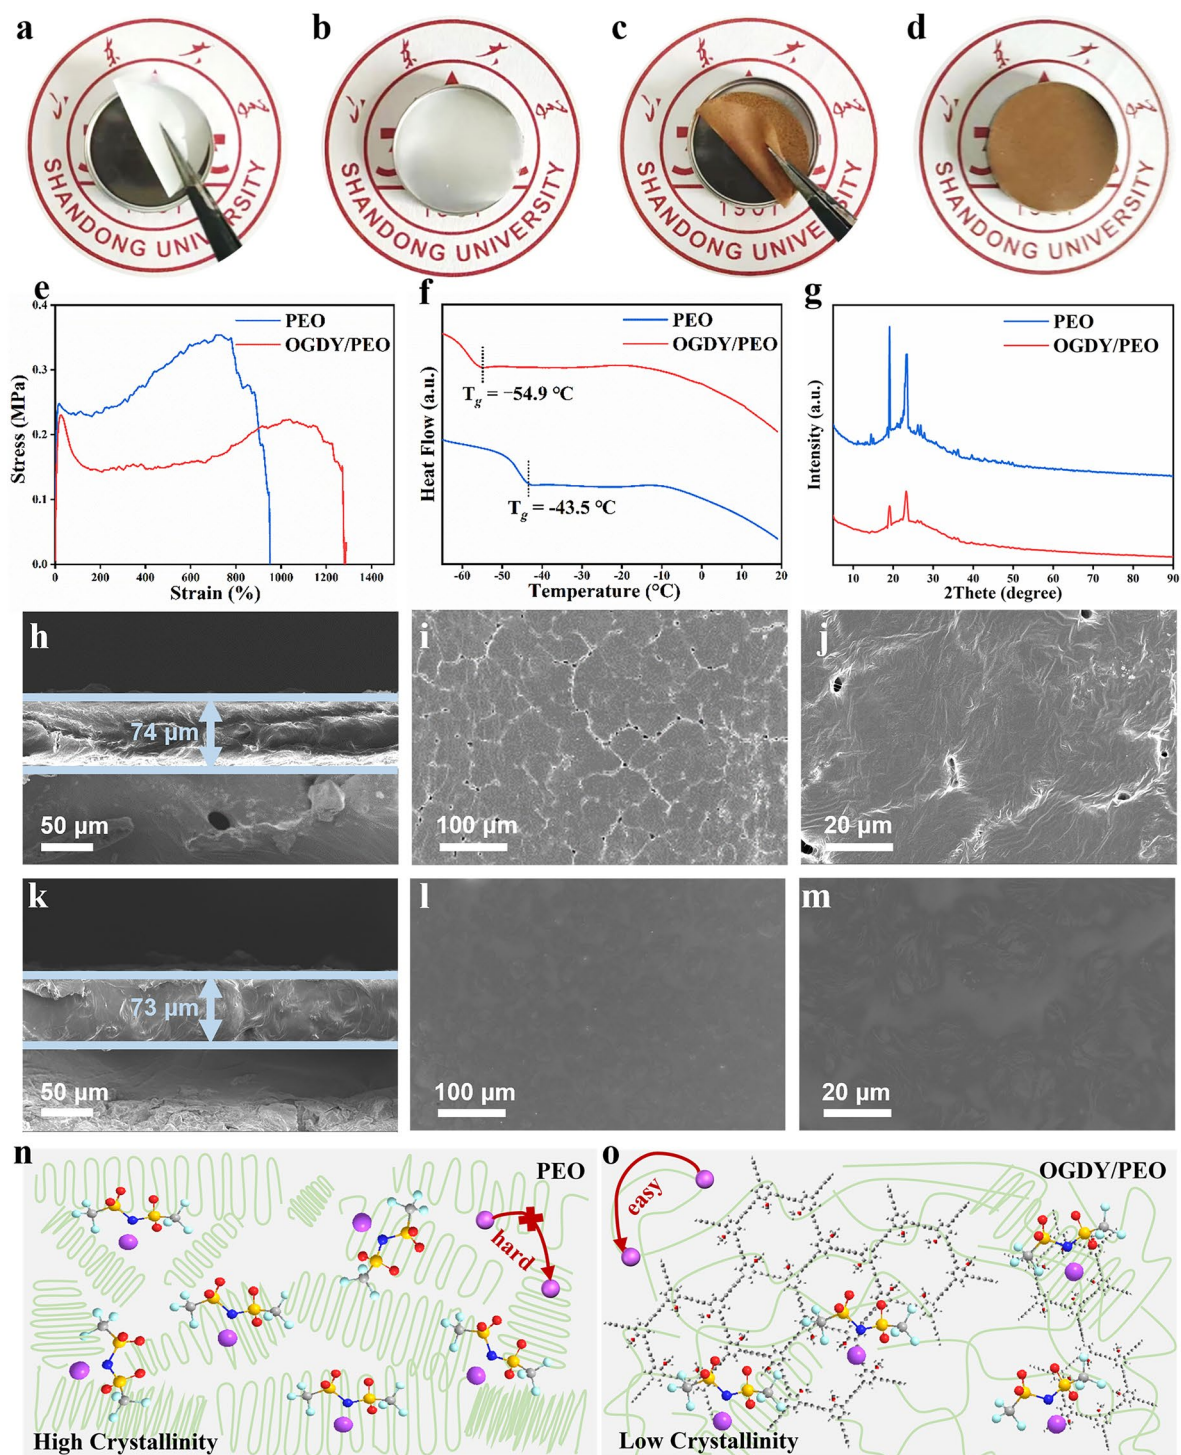 a
b
c
d
SHANDONG UNIVERSITY
SHANDONG UNIVERSITY
1901
SHANDONG UNIVERSITY
1901
SHANDONG UNIVERSITY
e
f
g
0.4
0.3
0.2
0.1
0.0
Stress (MPa)
PEO
OGDY/PEO
0
200
400
600
800
1000
1200
1400
Strain (%)
Heat Flow (a.u.)
PEO
OGDY/PEO
Tg = −54.9 °C
Tg = -43.5 °C
-60
-50
-40
-30
-20
-10
0
10
20
Temperature (°C)
Intensity (a.u.)
PEO
OGDY/PEO
10
20
30
40
50
60
70
80
90
2Thete (degree)
h
74 µm
50 µm
i
100 µm
j
20 µm
k
73 µm
50 µm
l
100 µm
m
20 µm
n
PEO
hard
High Crystallinity
o
OGDY/PEO
easy
Low Crystallinity